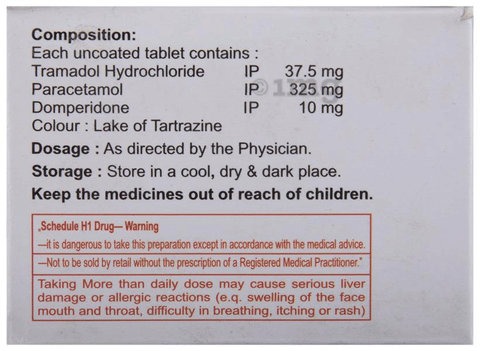 Composition:
Each uncoated tablet contains :
Tramadol Hydrochloride IP 37.5 mg
Paracetamol IP 325 mg
Domperidone IP 10 mg
Colour : Lake of Tartrazine
Dosage : As directed by the Physician.
Storage : Store in a cool, dry & dark place.
Keep the medicines out of reach of children.
„Schedule H1 Drug— Warning
—it is dangerous to take this preparation except in accordance with the medical advice.
—Not to be sold by retail without the prescription of a Registered Medical Practitioner."
Taking More than daily dose may cause serious liver
damage or allergic reactions (e.q. swelling of the face
mouth and throat, difficulty in breathing, itching or rash)
©1mg